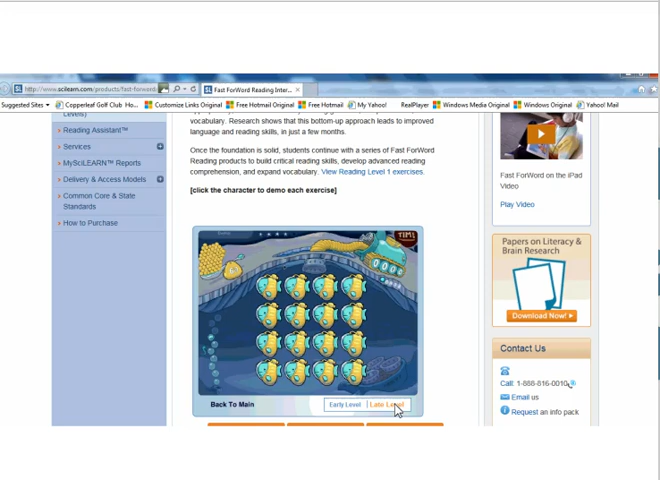 http://www.scilearn.com/products/fast-forword
Fast ForWord Reading Inter...
Suggested Sites
Copperleaf Golf Club Ho...
Customize Links Original
Free Hotmail Original
Free Hotmail
My Yahoo!
RealPlayer
Windows Media Original
Windows Original
Yahoo! Mail
Levels)
Reading Assistant™
Services
MySciLEARN™ Reports
Delivery & Access Models
Common Core & State
Standards
How to Purchase
vocabulary. Research shows that this bottom-up approach leads to improved
language and reading skills, in just a few months.
Once the foundation is solid, students continue with a series of Fast ForWord
Reading products to build critical reading skills, develop advanced reading
comprehension, and expand vocabulary. View Reading Level 1 exercises.
[click the character to demo each exercise]
TIME
Back To Main
Early Level | Late Level
Fast ForWord on the iPad
Video
Play Video
Papers on Literacy &
Brain Research
Download Now!
Contact Us
Call: 1-888-816-0010
Email us
Request an info pack